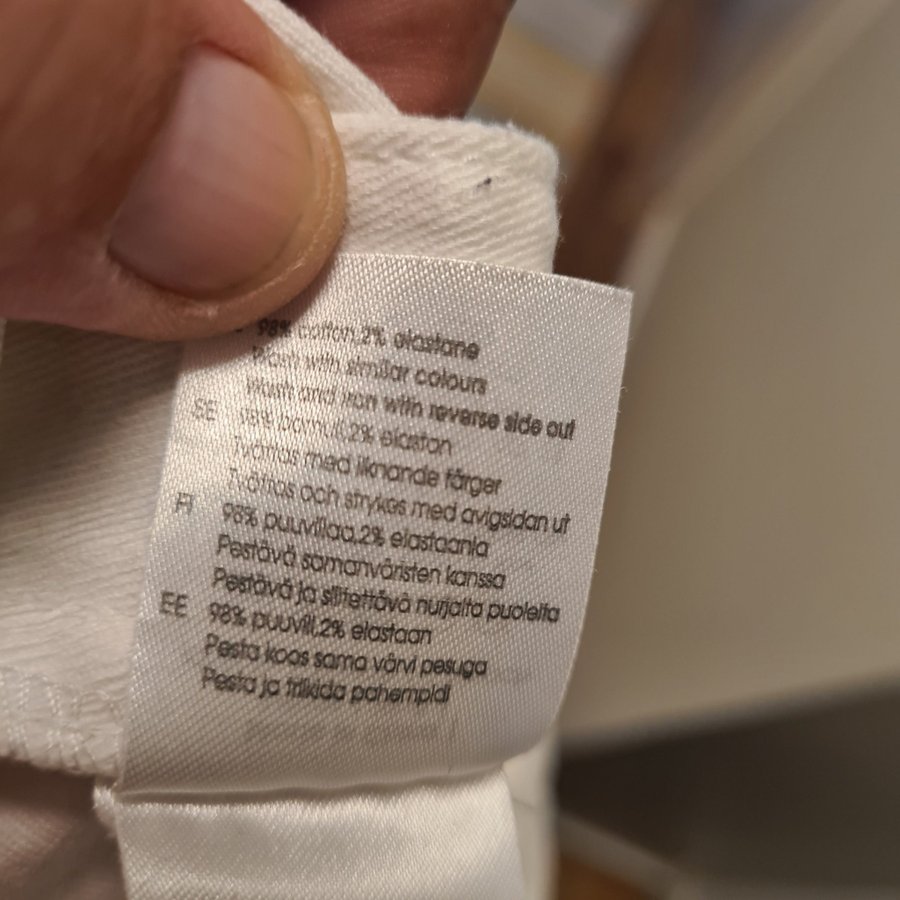 98% cotton,2% elastane
Wash with similar colours
Wash and iron with reverse side out
SE 98% bomull,2% elastan
Tvättas med liknande färger
Tvättas och strykes med avigsidan ut
FI 98% puuvillaa,2% elastaania
Pestävä samanväristen kanssa
Pestävä ja silitettävä nurjalta puolelta
EE 98% puuvill,2% elastaan
Pesta koos sama värvi pesuga
Pesta ja triikida pahempidi